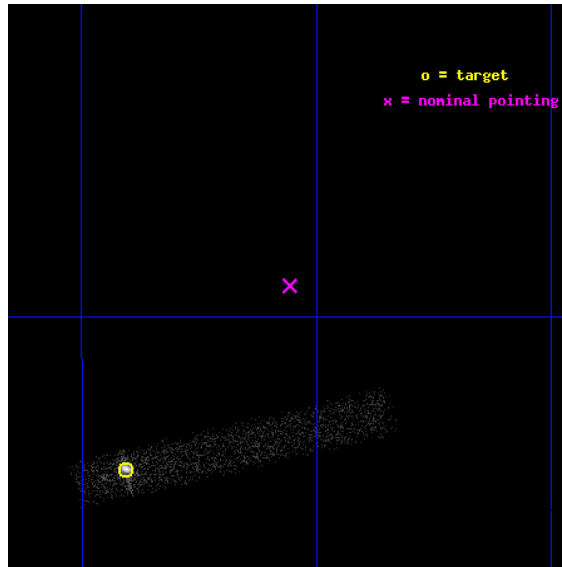 o = target
x = nominal pointing